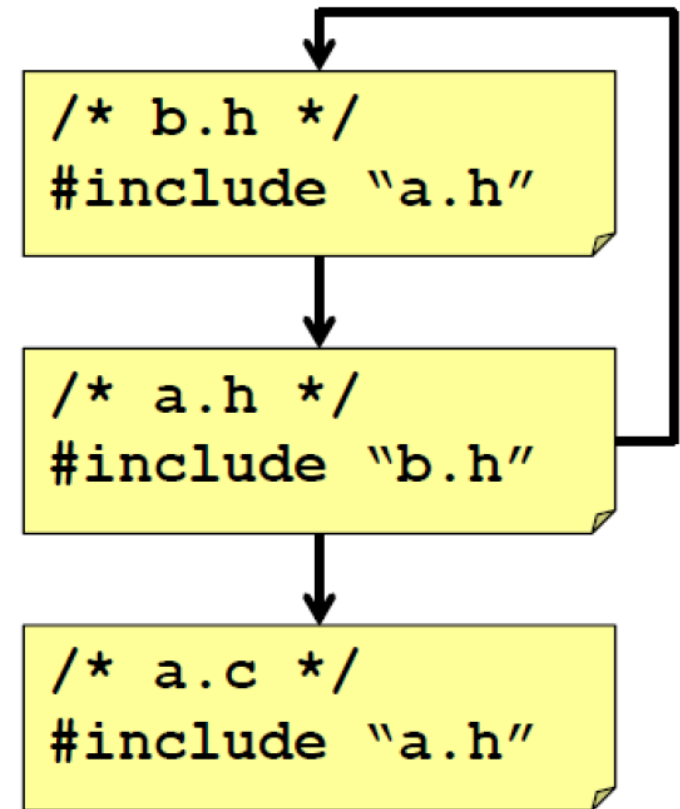 /* b.h */
#include “a.h”
/* a.h */
#include “b.h”
/* a.c */
#include “a.h”